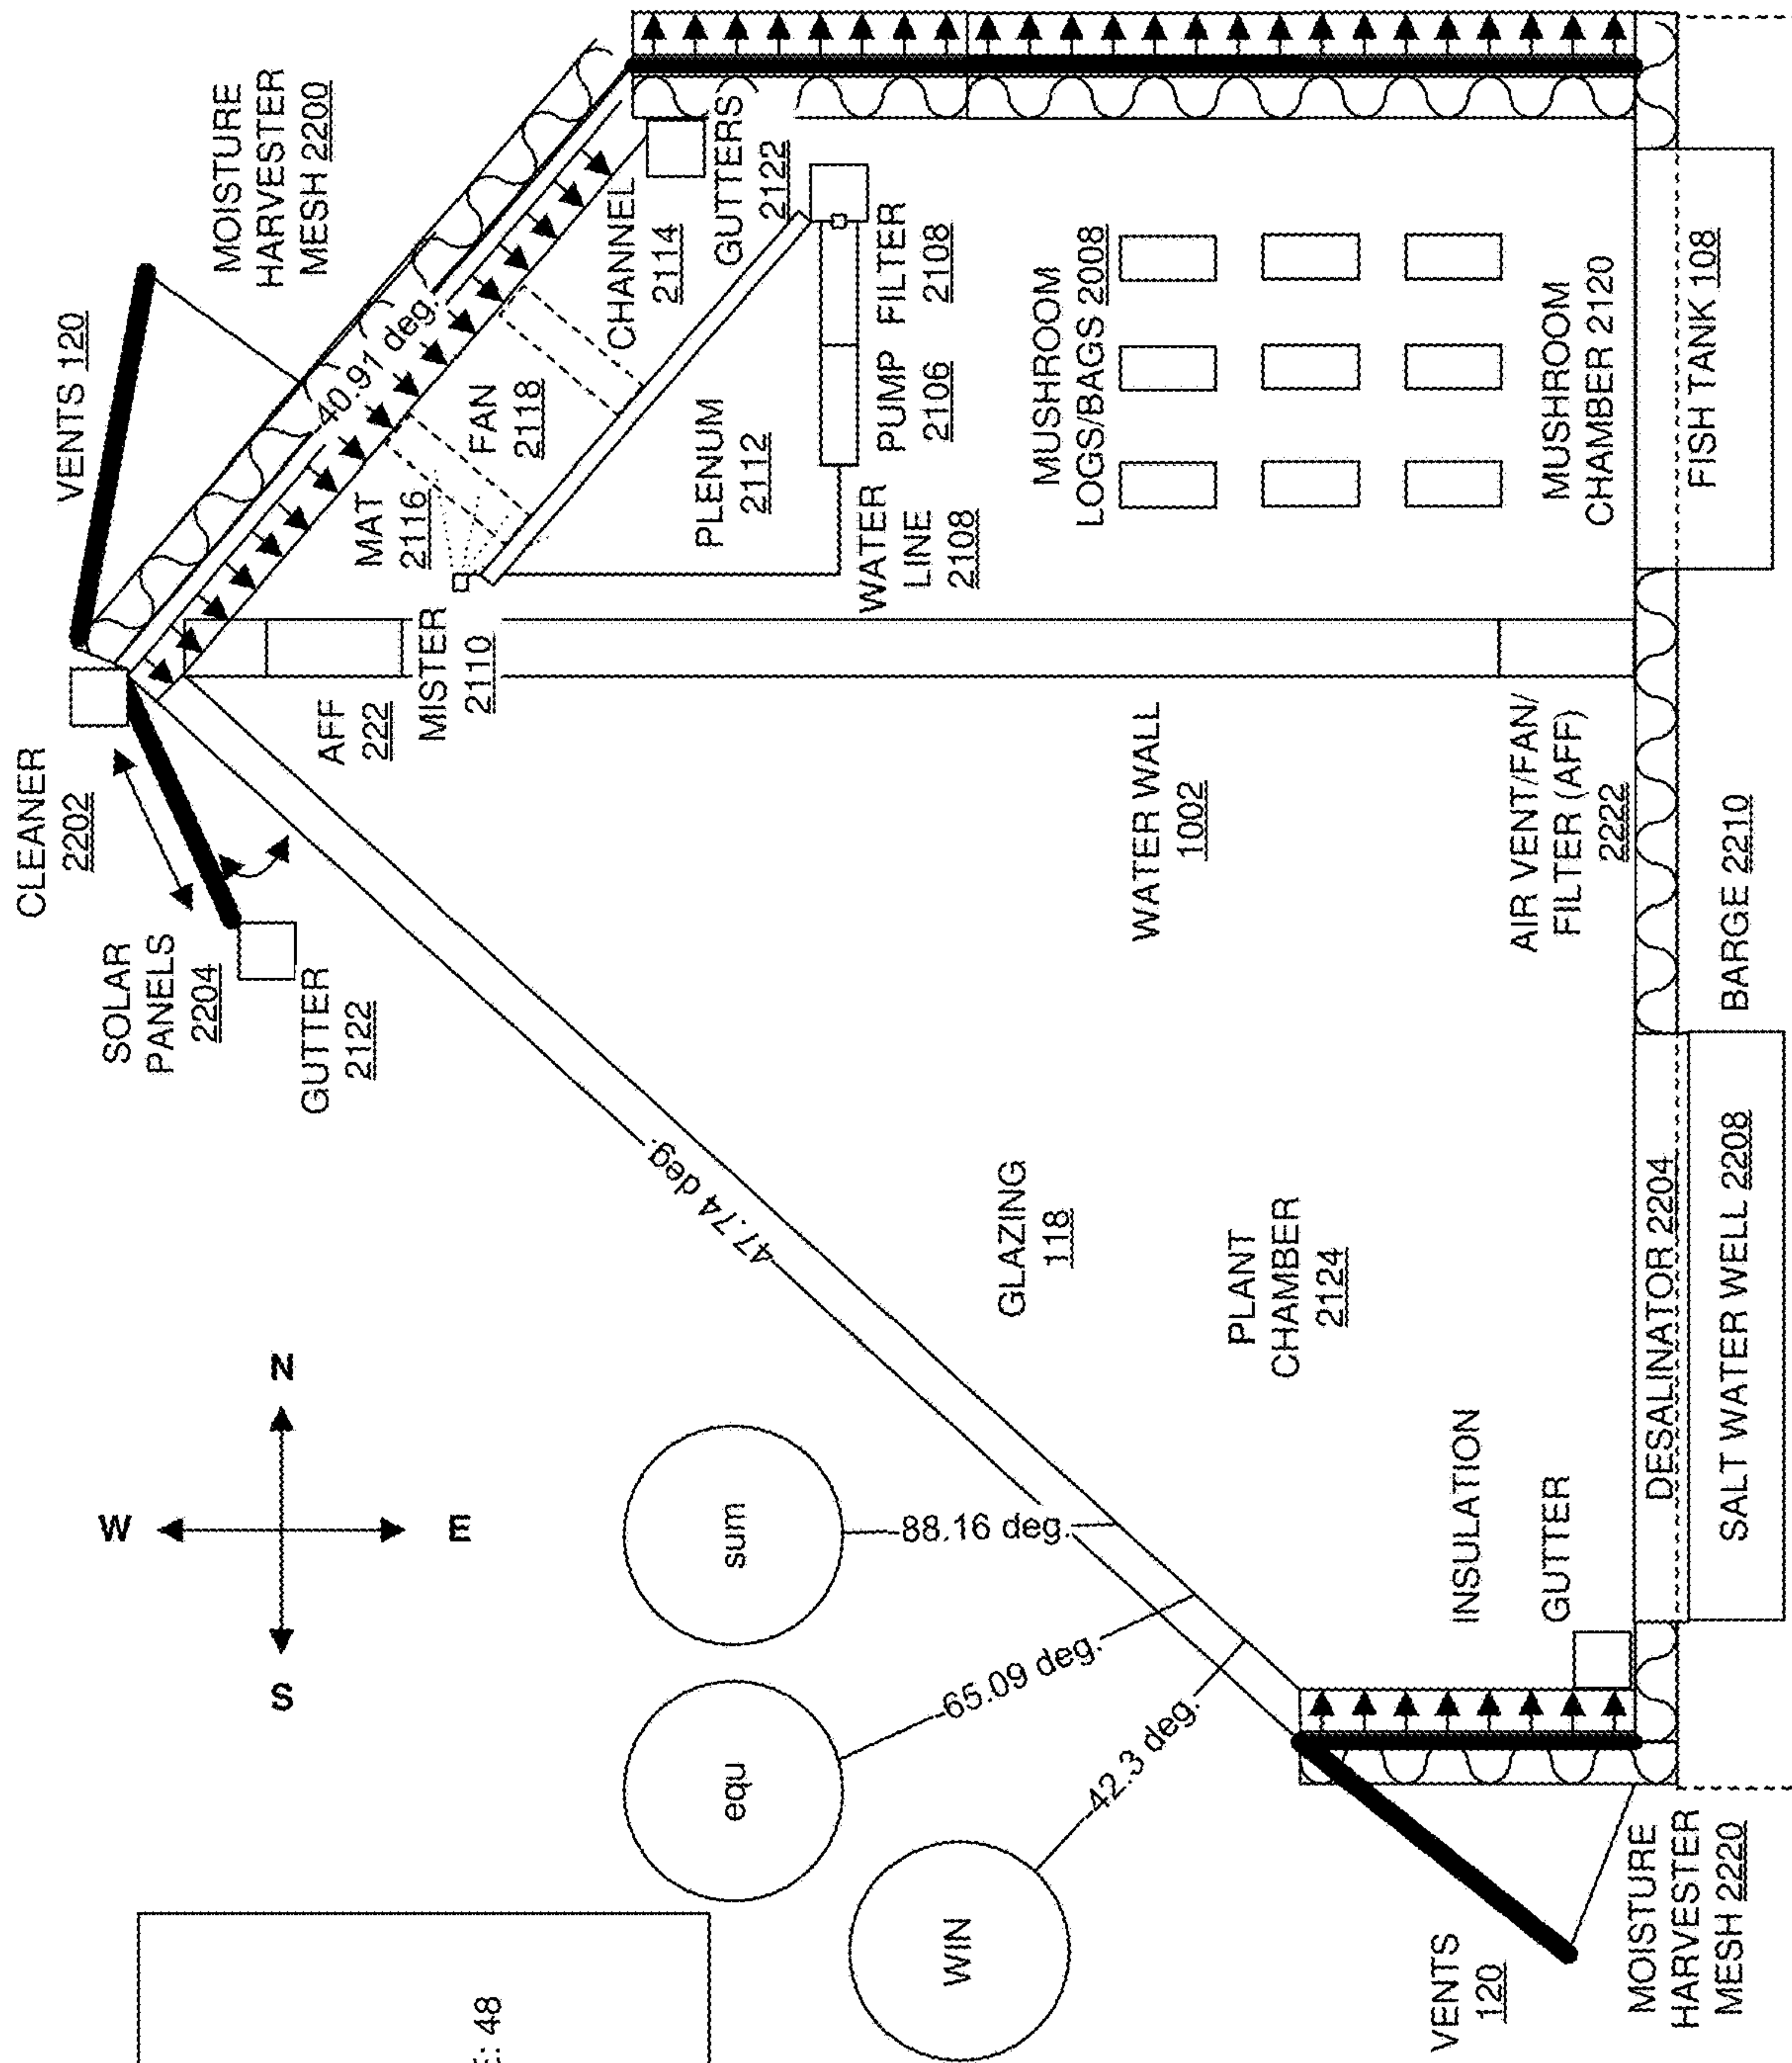 CLEANER
2202
SOLAR
PANELS
2204
GUTTER
2122
VENTS 120
MOISTURE
HARVESTER
MESH 2200
40.91 deg.
MAT
2116
FAN
2118
CHANNEL
2114
GUTTERS
2122
AFF
222
MISTER
2110
PLENUM
2112
WATER
LINE
2108
PUMP
2106
FILTER
2108
MUSHROOM
LOGS/BAGS 2008
MUSHROOM
CHAMBER 2120
FISH TANK 108
W
N
E
S
47.74 deg.
sum
88.16 deg.
equ
65.09 deg.
WIN
42.3 deg.
GLAZING
118
WATER WALL
1002
PLANT
CHAMBER
2124
AIR VENT/FAN/
FILTER (AFF)
2222
INSULATION
GUTTER
DESALINATOR 2204
SALT WATER WELL 2208
BARGE 2210
VENTS
120
MOISTURE
HARVESTER
MESH 2220
E: 48